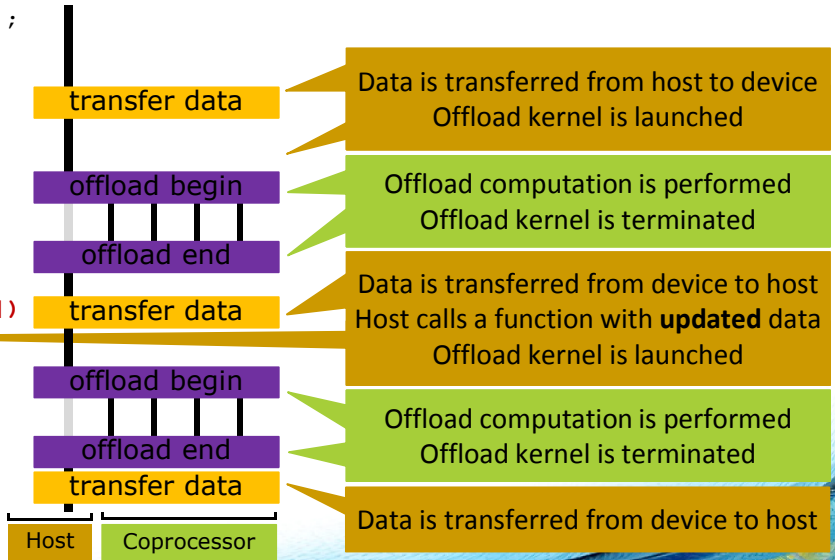 ;
transfer data
Data is transferred from host to device
Offload kernel is launched
offload begin
Offload computation is performed
Offload kernel is terminated
offload end
)
transfer data
Data is transferred from device to host
Host calls a function with updated data
Offload kernel is launched
offload begin
Offload computation is performed
Offload kernel is terminated
offload end
transfer data
Data is transferred from device to host
Host
Coprocessor